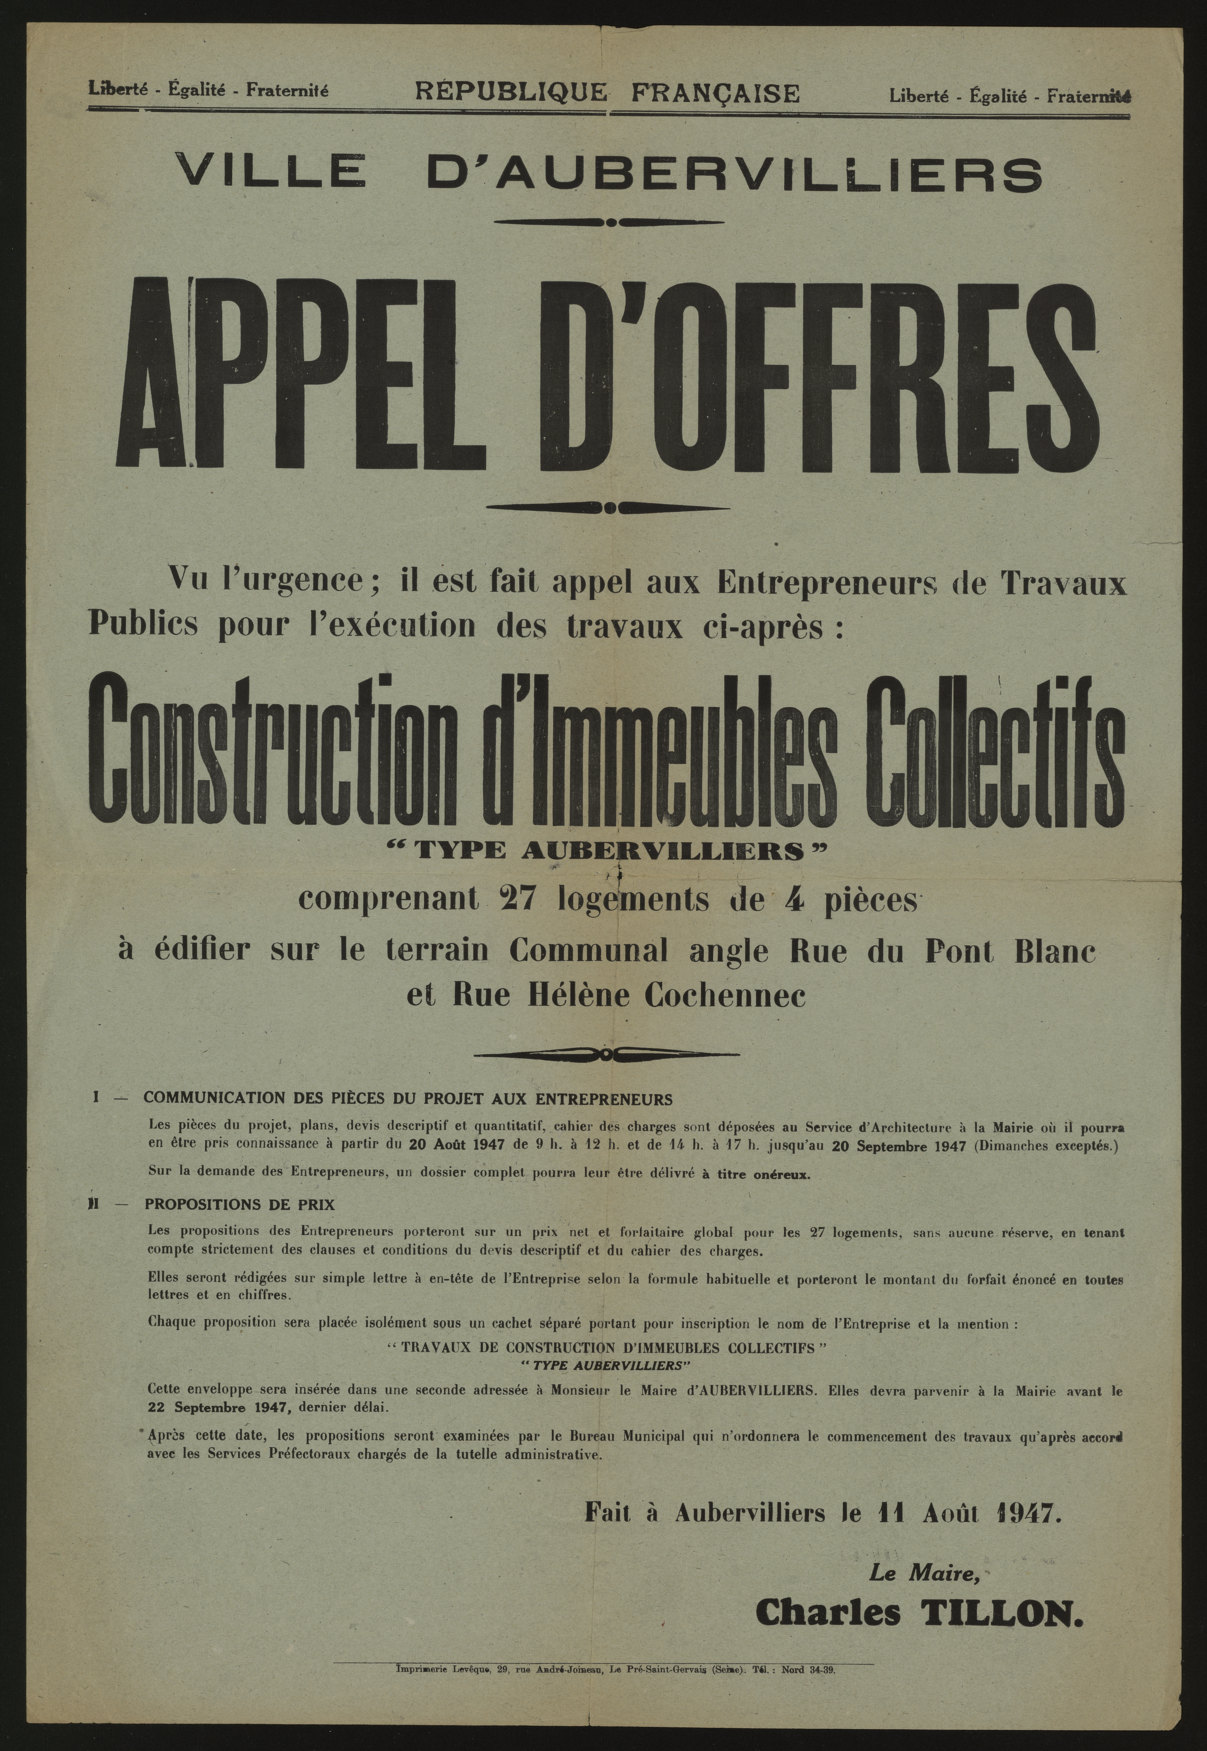 Liberté - Égalité - Fraternité
RÉPUBLIQUE FRANÇAISE
Liberté - Égalité - Fraternité
VILLE D'AUBERVILLIERS
APPEL D'OFFRES
Vu l'urgence ; il est fait appel aux Entrepreneurs de Travaux
Publics pour l'exécution des travaux ci-après :
Construction d'Immeubles Collectifs
“ TYPE AUBERVILLIERS ”
comprenant 27 logements de 4 pièces
à édifier sur le terrain Communal angle Rue du Pont Blanc
et Rue Hélène Cochennec
I — COMMUNICATION DES PIÈCES DU PROJET AUX ENTREPRENEURS
Les pièces du projet, plans, devis descriptif et quantitatif, cahier des charges sont déposées au Service d'Architecture à la Mairie où il pourra
en être pris connaissance à partir du 20 Août 1947 de 9 h. à 12 h. et de 14 h. à 17 h. jusqu'au 20 Septembre 1947 (Dimanches exceptés.)
Sur la demande des Entrepreneurs, un dossier complet pourra leur être délivré à titre onéreux.
II — PROPOSITIONS DE PRIX
Les propositions des Entrepreneurs porteront sur un prix net et forfaitaire global pour les 27 logements, sans aucune réserve, en tenant
compte strictement des clauses et conditions du devis descriptif et du cahier des charges.
Elles seront rédigées sur simple lettre à en-tête de l'Entreprise selon la formule habituelle et porteront le montant du forfait énoncé en toutes
lettres et en chiffres.
Chaque proposition sera placée isolément sous un cachet séparé portant pour inscription le nom de l'Entreprise et la mention :
“ TRAVAUX DE CONSTRUCTION D'IMMEUBLES COLLECTIFS ”
“ TYPE AUBERVILLIERS”
Cette enveloppe sera insérée dans une seconde adressée à Monsieur le Maire d'AUBERVILLIERS. Elles devra parvenir à la Mairie avant le
22 Septembre 1947, dernier délai.
Après cette date, les propositions seront examinées par le Bureau Municipal qui n'ordonnera le commencement des travaux qu'après accord
avec les Services Préfectoraux chargés de la tutelle administrative.
Fait à Aubervilliers le 11 Août 1947.
Le Maire,
Charles TILLON.
Imprimerie Levêque, 29, rue André-Joineau, Le Pré-Saint-Gervais (Seine). Tél. : Nord 34-39.